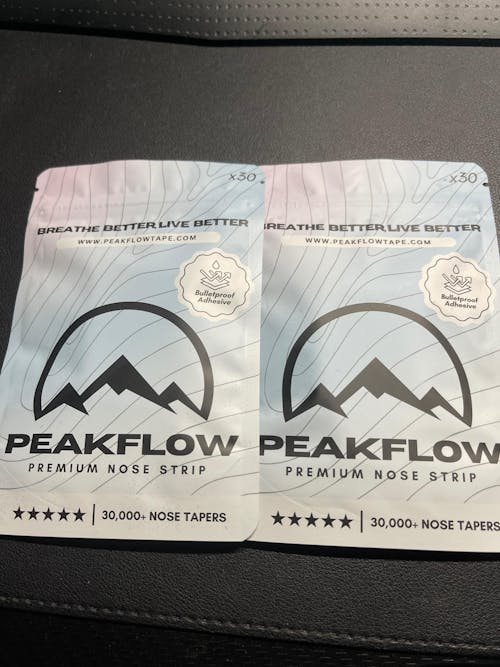 x30
BREATHE BETTER,LIVE BETTER
WWW.PEAKFLOWTAPE.COM
Bulletproof
Adhesive
PEAKFLOW
PREMIUM NOSE STRIP
★★★★★ | 30,000+ NOSE TAPERS
x30
BREATHE BETTER,LIVE BETTER
WWW.PEAKFLOWTAPE.COM
Bulletproof
Adhesive
PEAKFLOW
PREMIUM NOSE STRIP
★★★★★ | 30,000+ NOSE TAPERS